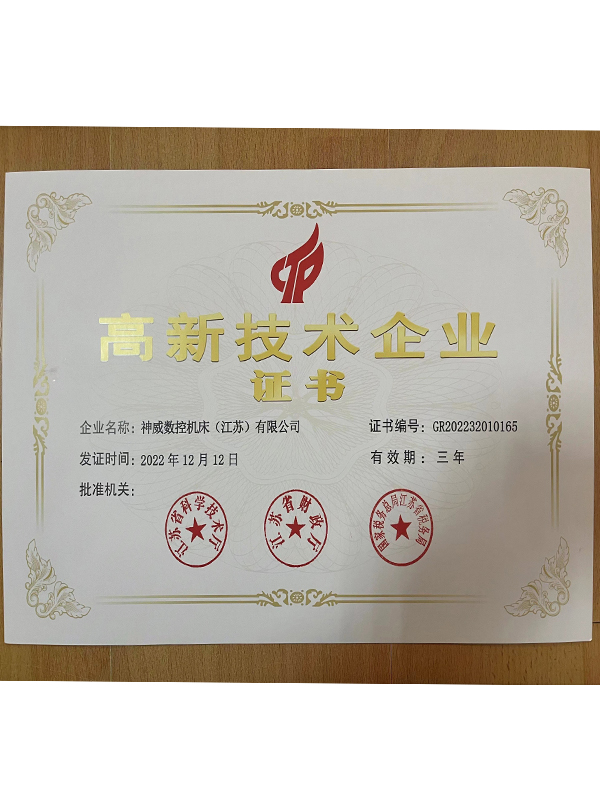 高新技术企业
证书
企业名称：神威数控机床（江苏）有限公司 证书编号：GR202232010165
发证时间：2022年12月12日 有效期：三年
批准机关：
江苏省科学技术厅 江苏省财政厅 国家税务总局江苏省税务局